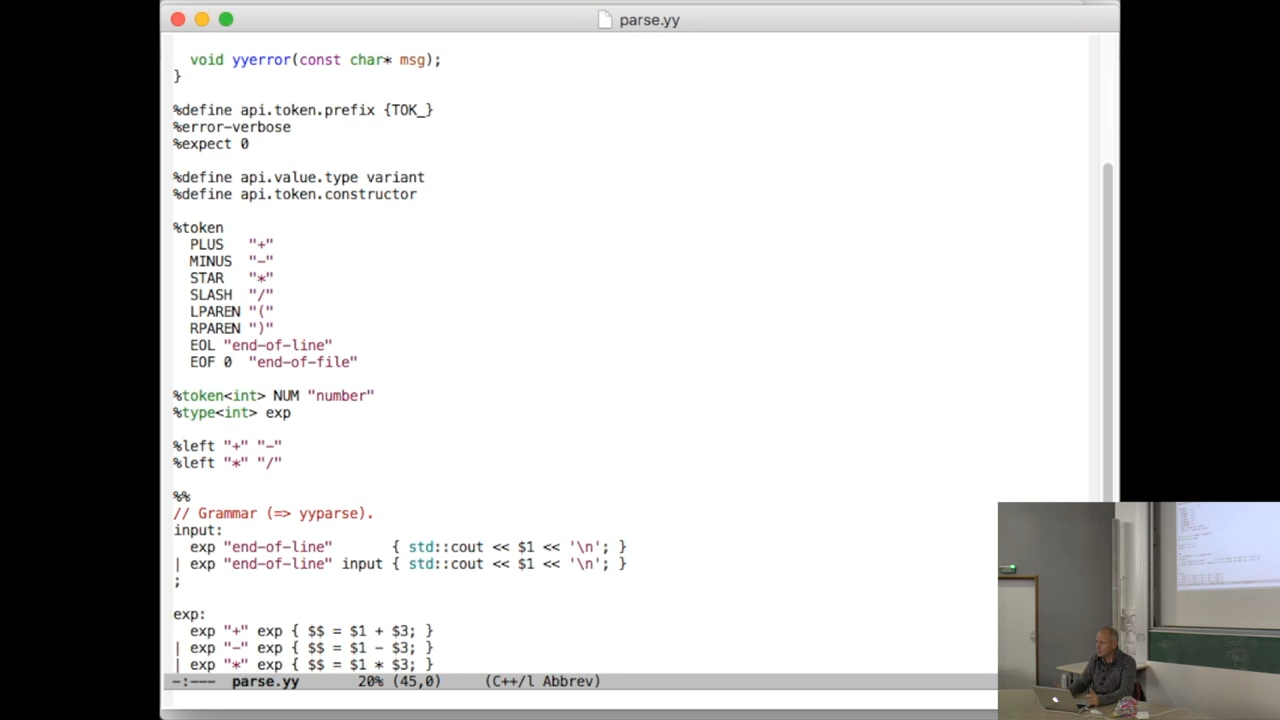 parse.yy
void yyerror(const char* msg);
}
%define api.token.prefix {TOK_}
%error-verbose
%expect 0
%define api.value.type variant
%define api.token.constructor
%token
PLUS "+"
MINUS "-"
STAR "*"
SLASH "/"
LPAREN "("
RPAREN ")"
EOL "end-of-line"
EOF 0 "end-of-file"
%token<int> NUM "number"
%type<int> exp
%left "+" "-"
%left "*" "/"
%%
// Grammar (=> yyparse).
input:
exp "end-of-line" { std::cout << $1 << '\n'; }
| exp "end-of-line" input { std::cout << $1 << '\n'; }
;
exp:
exp "+" exp { $$ = $1 + $3; }
| exp "-" exp { $$ = $1 - $3; }
| exp "*" exp { $$ = $1 * $3; }
-:--- parse.yy 20% (45,0) (C++/l Abbrev)